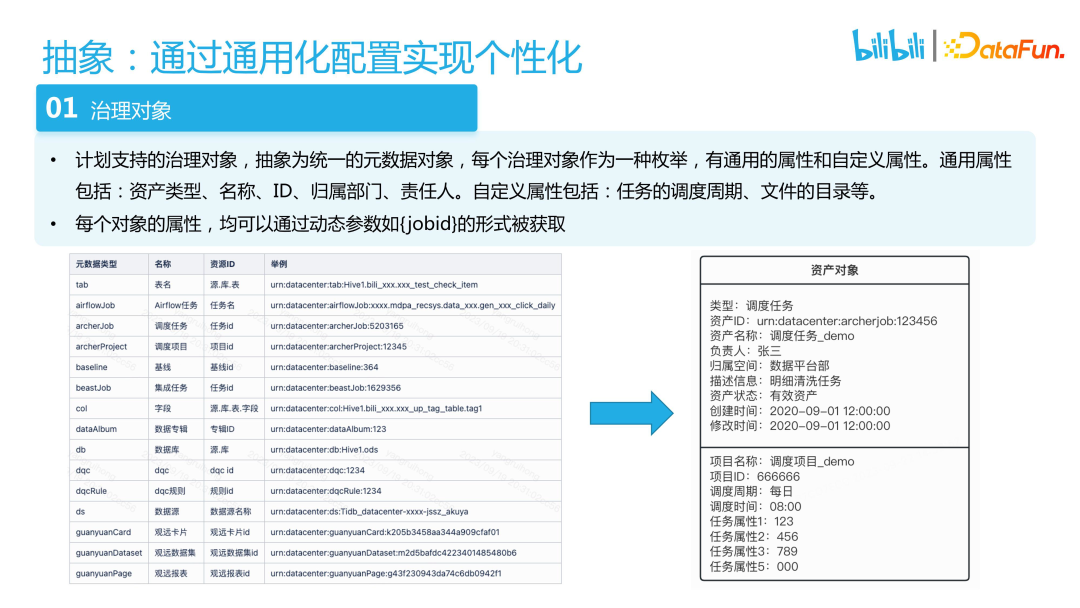 抽象：通过通用化配置实现个性化
bilibili | DataFun.
01 治理对象
• 计划支持的治理对象，抽象为统一的元数据对象，每个治理对象作为一种枚举，有通用的属性和自定义属性。通用属性
包括：资产类型、名称、ID、归属部门、责任人。自定义属性包括：任务的调度周期、文件的目录等。
• 每个对象的属性，均可以通过动态参数如{jobid}的形式被获取
元数据类型 名称 资源ID 举例
tab 表名 源.库.表 urn:datacenter:tab:Hive1.bili_xxx.xxx_test_check_item
airflowJob Airflow任务 任务名 urn:datacenter:airflowJob:xxxx.mdpa_recsys.data_xxx.gen_xxx_click_daily
archerJob 调度任务 任务id urn:datacenter:archerJob:5203165
archerProject 调度项目 项目id urn:datacenter:archerProject:12345
baseline 基线 基线id urn:datacenter:baseline:364
beastJob 集成任务 任务id urn:datacenter:beastJob:1629356
col 字段 源.库.表.字段 urn:datacenter:col:Hive1.bili_xxx.xxx_up_tag_table.tag1
dataAlbum 数据专辑 专辑ID urn:datacenter:dataAlbum:123
db 数据库 源.库 urn:datacenter:db:Hive1.ods
dqc dqc dqc id urn:datacenter:dqc:1234
dqcRule dqc规则 规则id urn:datacenter:dqcRule:1234
ds 数据源 数据源名称 urn:datacenter:ds:Tidb_datacenter-xxxx-jssz_akuya
guanyuanCard 观远卡片 观远卡片id urn:datacenter:guanyuanCard:k205b3458aa344a909cfaf01
guanyuanDataset 观远数据集 观远数据集id urn:datacenter:guanyuanDataset:m2d5bafdc4223401485480b6
guanyuanPage 观远报表 观远报表id urn:datacenter:guanyuanPage:g43f230943da74c6db0942f1
资产对象
类型：调度任务
资产ID：urn:datacenter:archerjob:123456
资产名称：调度任务_demo
负责人：张三
归属空间：数据平台部
描述信息：明细清洗任务
资产状态：有效资产
创建时间：2020-09-01 12:00:00
修改时间：2020-09-01 12:00:00
项目名称：调度项目_demo
项目ID：666666
调度周期：每日
调度时间：08:00
任务属性1：123
任务属性2：456
任务属性3：789
任务属性5：000